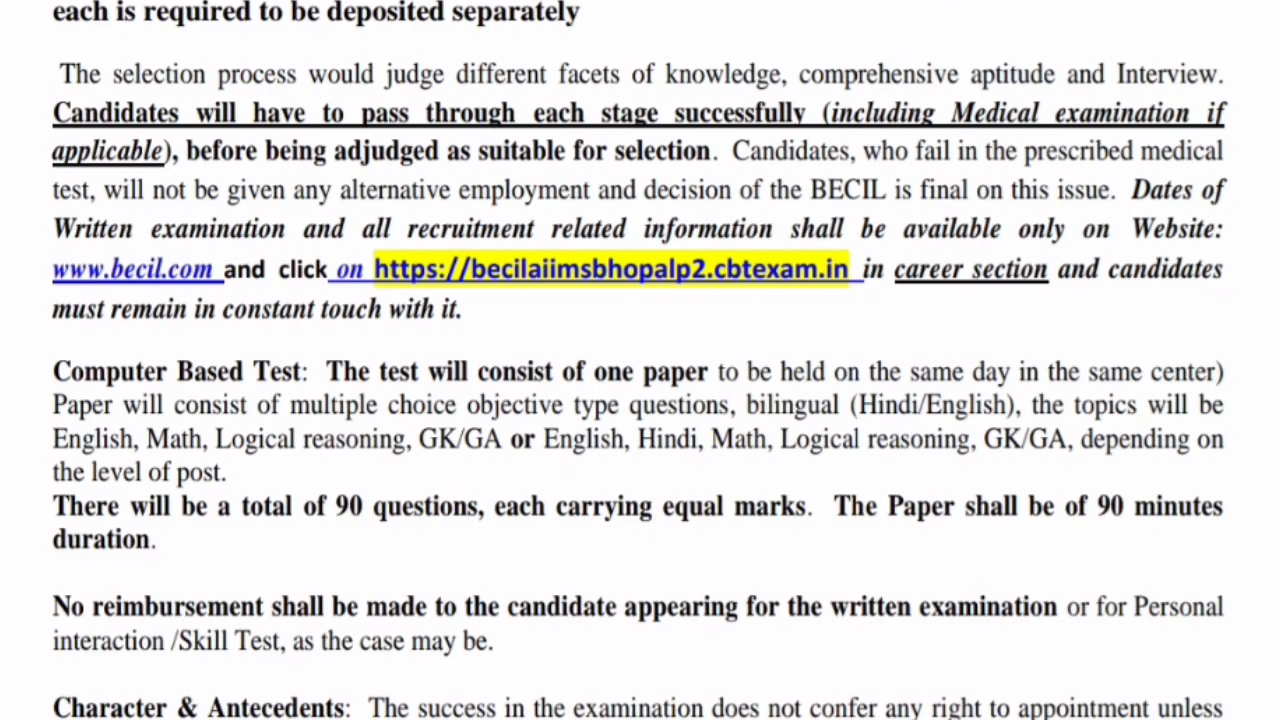 each is required to be deposited separately
The selection process would judge different facets of knowledge, comprehensive aptitude and Interview.
Candidates will have to pass through each stage successfully (including Medical examination if
applicable), before being adjudged as suitable for selection. Candidates, who fail in the prescribed medical
test, will not be given any alternative employment and decision of the BECIL is final on this issue. Dates of
Written examination and all recruitment related information shall be available only on Website:
www.becil.com and click on https://becilaiimsbhopalp2.cbtexam.in in career section and candidates
must remain in constant touch with it.
Computer Based Test: The test will consist of one paper to be held on the same day in the same center)
Paper will consist of multiple choice objective type questions, bilingual (Hindi/English), the topics will be
English, Math, Logical reasoning, GK/GA or English, Hindi, Math, Logical reasoning, GK/GA, depending on
the level of post.
There will be a total of 90 questions, each carrying equal marks. The Paper shall be of 90 minutes
duration.
No reimbursement shall be made to the candidate appearing for the written examination or for Personal
interaction /Skill Test, as the case may be.
Character & Antecedents: The success in the examination does not confer any right to appointment unless